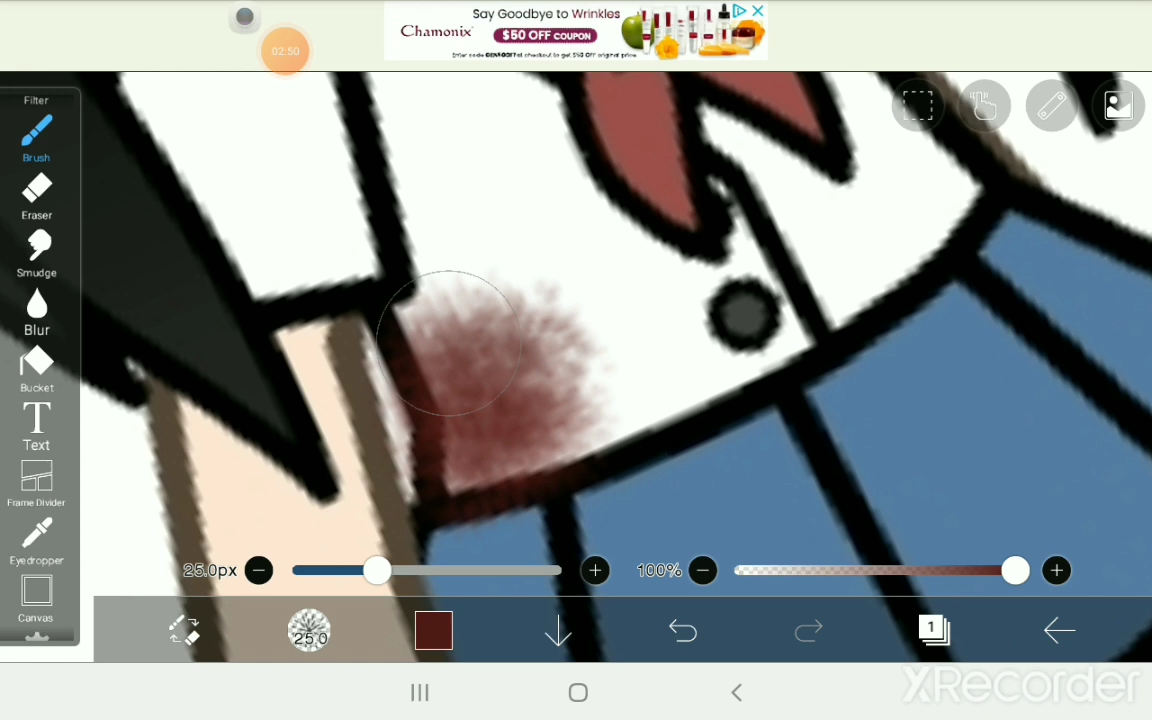 Say Goodbye to Wrinkles
Chamonix
$50 OFF COUPON
02:50
Filter
Brush
Eraser
Smudge
Blur
Bucket
T
Text
Frame Divider
Eyedropper
Canvas
25.0px
100%
25.0
1
XRecorder